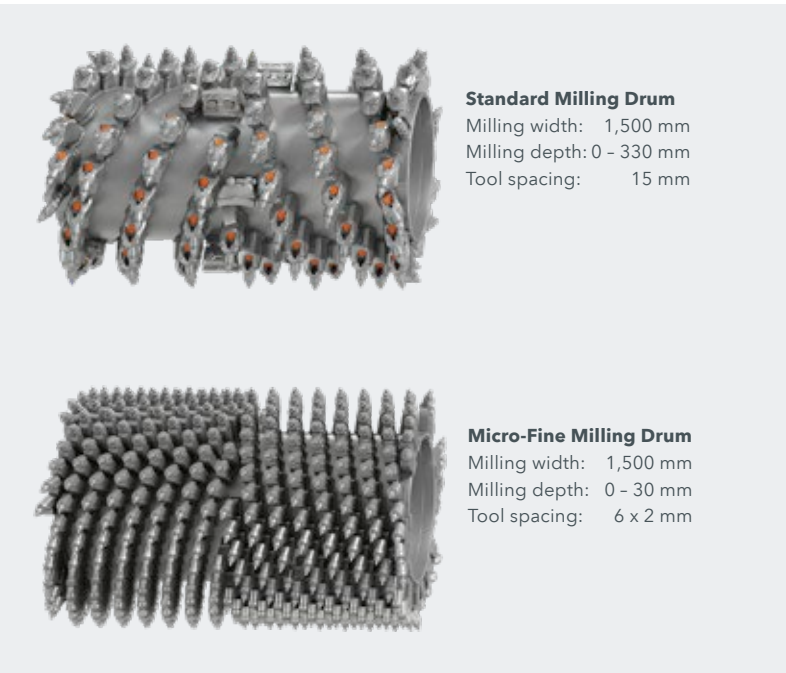 Standard Milling Drum
Milling width: 1,500 mm
Milling depth: 0 – 330 mm
Tool spacing: 15 mm
Micro-Fine Milling Drum
Milling width: 1,500 mm
Milling depth: 0 – 30 mm
Tool spacing: 6 x 2 mm